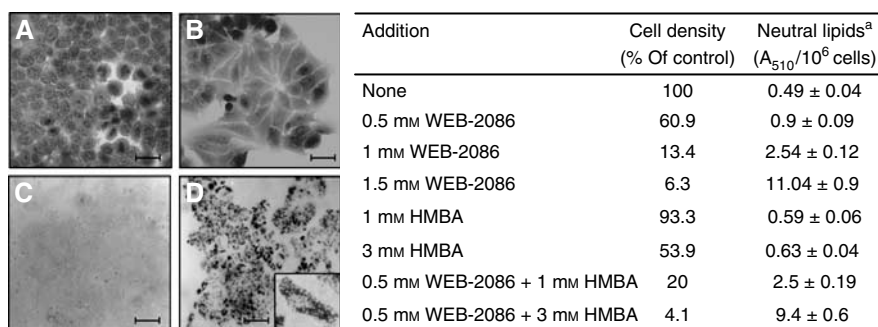 A
B
C
D
Addition Cell density Neutral lipidsᵃ
(% Of control) (A₅₁₀/10⁶ cells)
None 100 0.49 ± 0.04
0.5 mM WEB-2086 60.9 0.9 ± 0.09
1 mM WEB-2086 13.4 2.54 ± 0.12
1.5 mM WEB-2086 6.3 11.04 ± 0.9
1 mM HMBA 93.3 0.59 ± 0.06
3 mM HMBA 53.9 0.63 ± 0.04
0.5 mM WEB-2086 + 1 mM HMBA 20 2.5 ± 0.19
0.5 mM WEB-2086 + 3 mM HMBA 4.1 9.4 ± 0.6